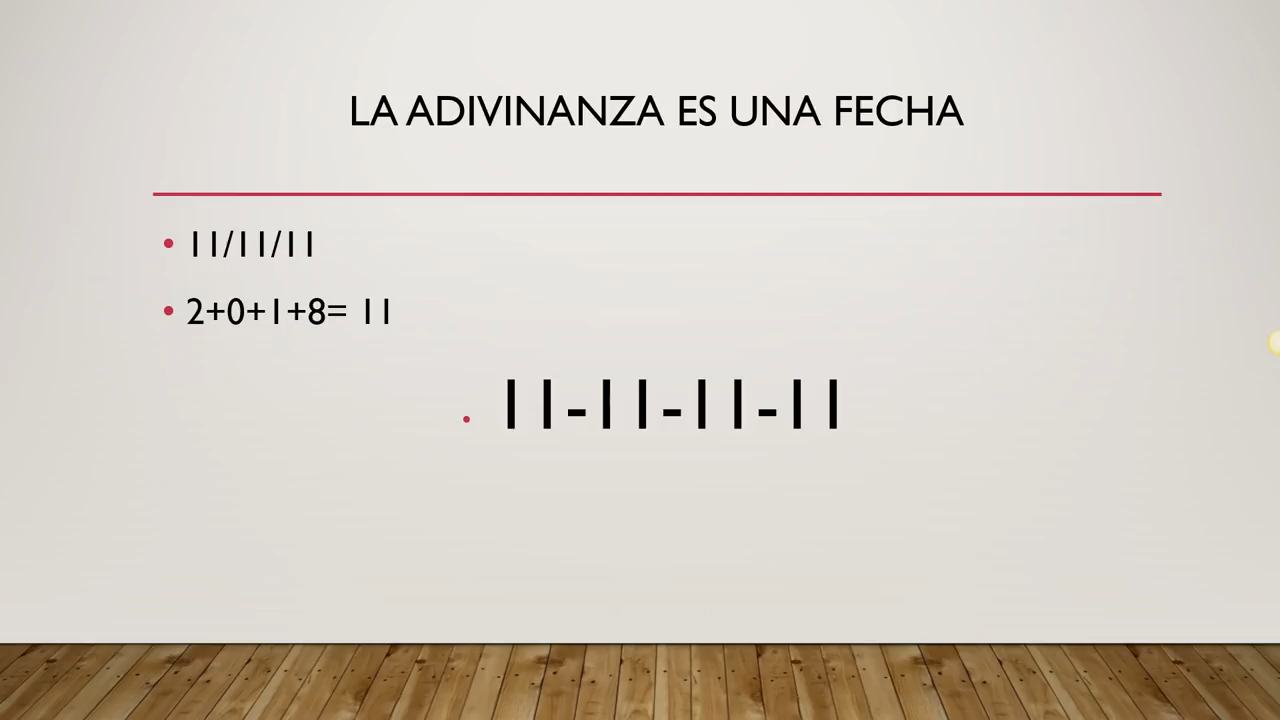 LA ADIVINANZA ES UNA FECHA
• 11/11/11
• 2+0+1+8= 11
• 11-11-11-11